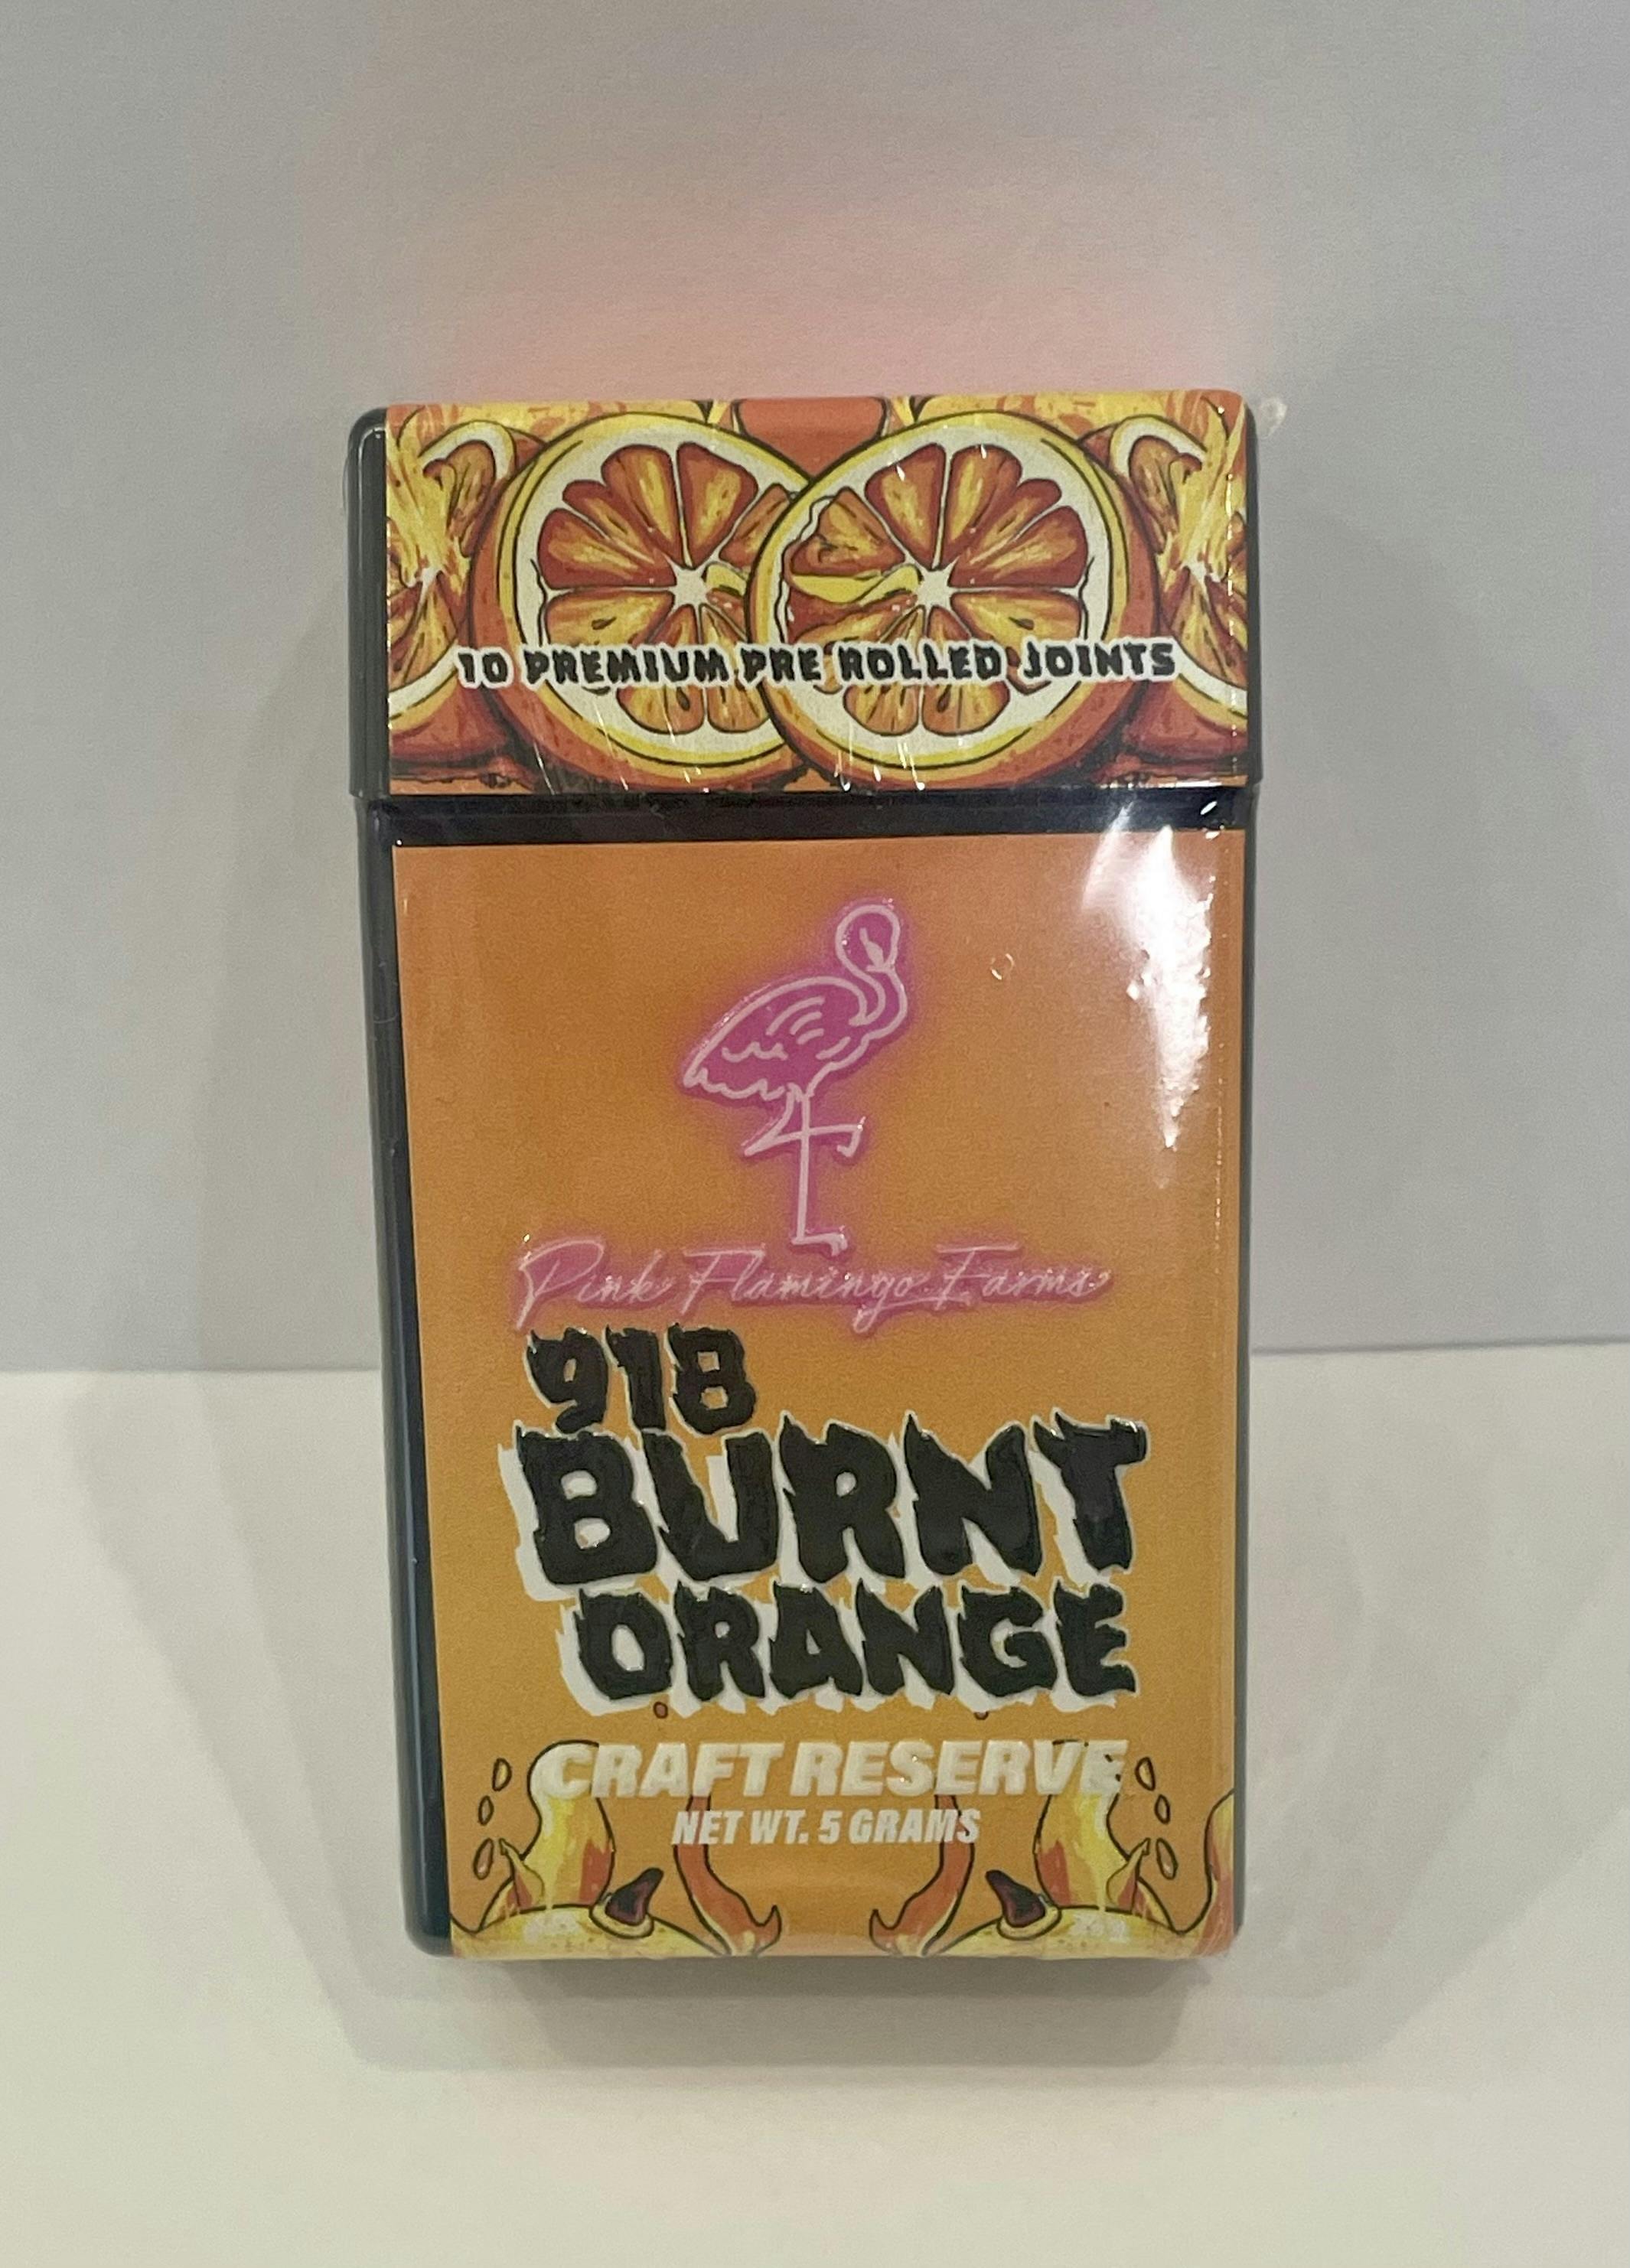 10 PREMIUM PRE ROLLED JOINTS
Pink Flamingo Farms
918
BURNT
ORANGE
CRAFT RESERVE
NET WT. 5 GRAMS